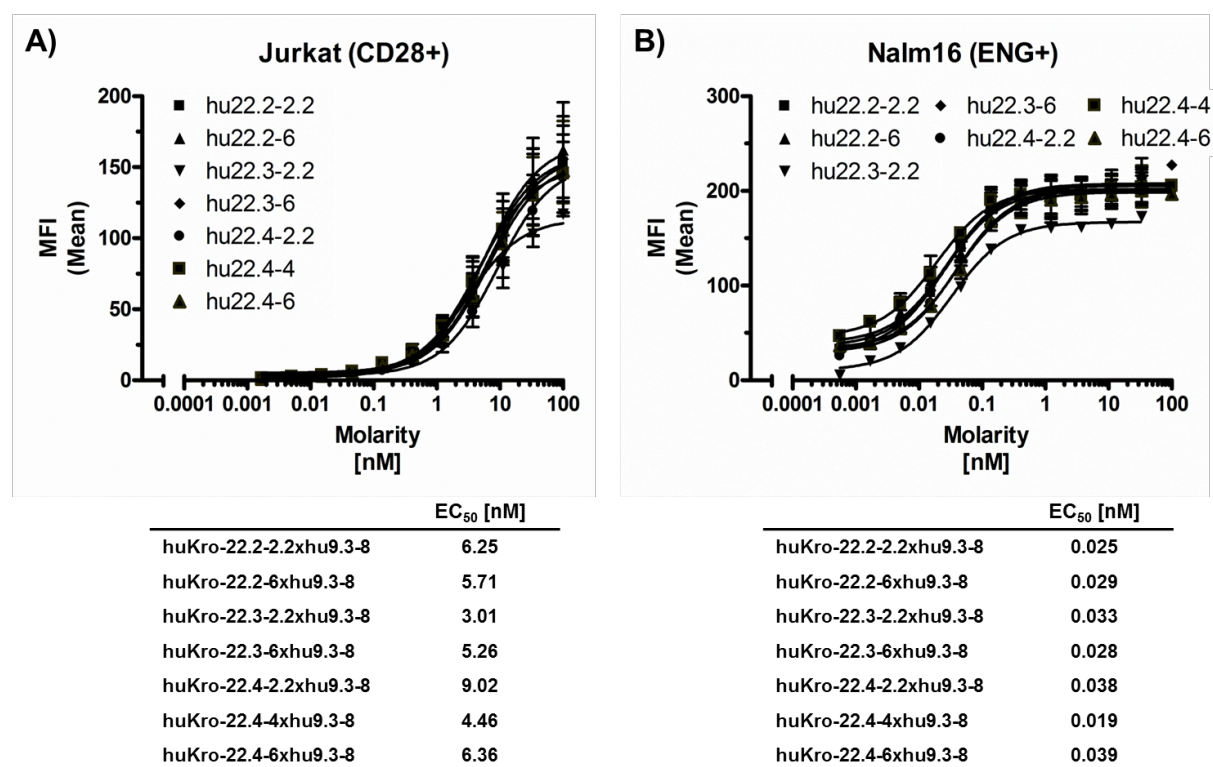 A)
Jurkat (CD28+)
200
150
100
50
0
MFI
(Mean)
hu22.2-2.2
hu22.2-6
hu22.3-2.2
hu22.3-6
hu22.4-2.2
hu22.4-4
hu22.4-6
0.0001 0.001 0.01 0.1 1 10 100
Molarity
[nM]
B)
Nalm16 (ENG+)
300
200
100
0
MFI
(Mean)
hu22.2-2.2 hu22.3-6 hu22.4-4
hu22.2-6 hu22.4-2.2 hu22.4-6
hu22.3-2.2
0.0001 0.001 0.01 0.1 1 10 100
Molarity
[nM]
EC50 [nM]
huKro-22.2-2.2xhu9.3-8 6.25
huKro-22.2-6xhu9.3-8 5.71
huKro-22.3-2.2xhu9.3-8 3.01
huKro-22.3-6xhu9.3-8 5.26
huKro-22.4-2.2xhu9.3-8 9.02
huKro-22.4-4xhu9.3-8 4.46
huKro-22.4-6xhu9.3-8 6.36
EC50 [nM]
huKro-22.2-2.2xhu9.3-8 0.025
huKro-22.2-6xhu9.3-8 0.029
huKro-22.3-2.2xhu9.3-8 0.033
huKro-22.3-6xhu9.3-8 0.028
huKro-22.4-2.2xhu9.3-8 0.038
huKro-22.4-4xhu9.3-8 0.019
huKro-22.4-6xhu9.3-8 0.039